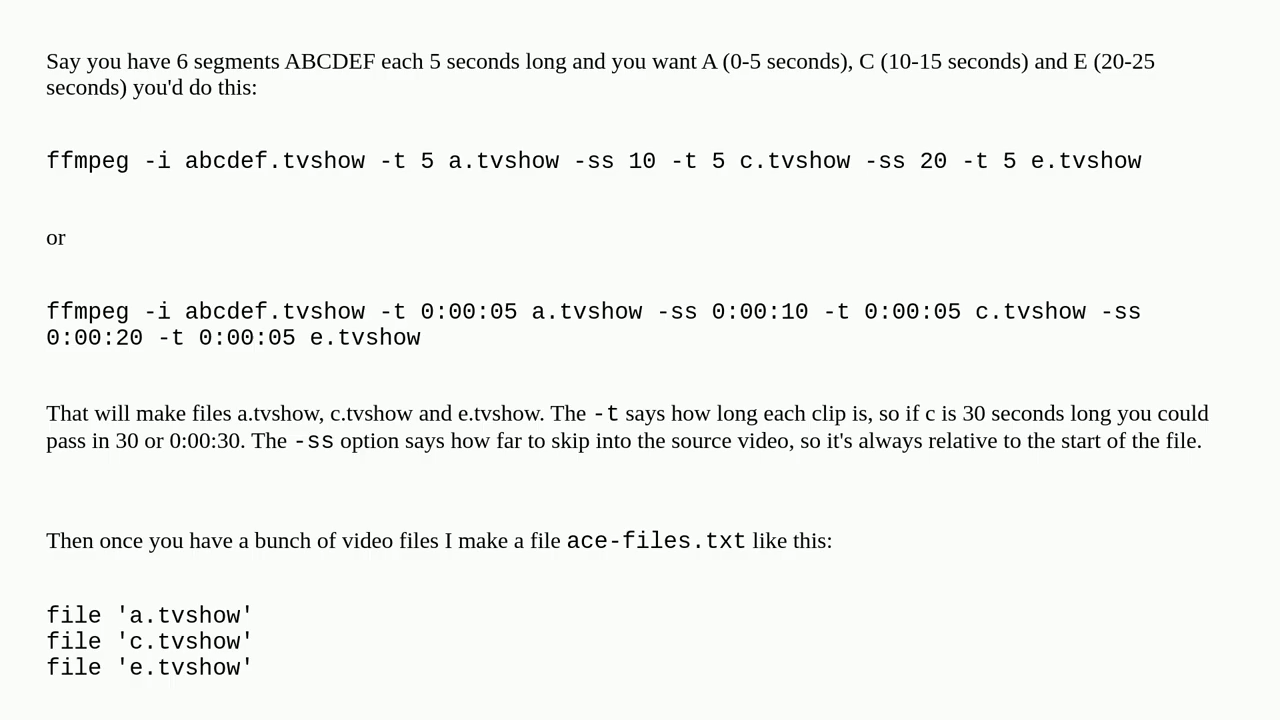 Say you have 6 segments ABCDEF each 5 seconds long and you want A (0-5 seconds), C (10-15 seconds) and E (20-25
seconds) you'd do this:
ffmpeg -i abcdef.tvshow -t 5 a.tvshow -ss 10 -t 5 c.tvshow -ss 20 -t 5 e.tvshow
or
ffmpeg -i abcdef.tvshow -t 0:00:05 a.tvshow -ss 0:00:10 -t 0:00:05 c.tvshow -ss
0:00:20 -t 0:00:05 e.tvshow
That will make files a.tvshow, c.tvshow and e.tvshow. The -t says how long each clip is, so if c is 30 seconds long you could
pass in 30 or 0:00:30. The -ss option says how far to skip into the source video, so it's always relative to the start of the file.
Then once you have a bunch of video files I make a file ace-files.txt like this:
file 'a.tvshow'
file 'c.tvshow'
file 'e.tvshow'